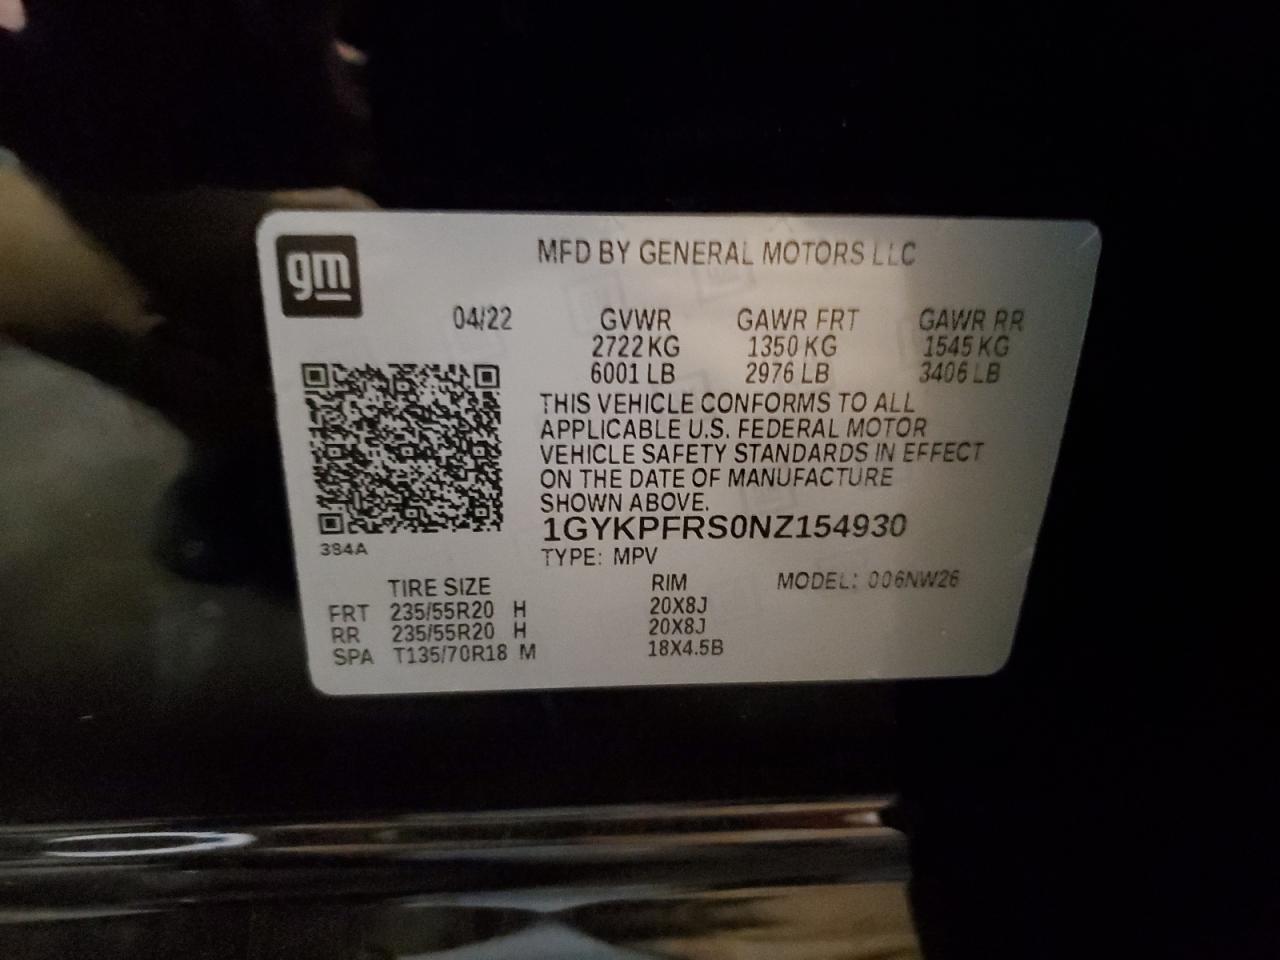 gm
MFD BY GENERAL MOTORS LLC
04/22 GVWR GAWR FRT GAWR RR
2722 KG 1350 KG 1545 KG
6001 LB 2976 LB 3406 LB
THIS VEHICLE CONFORMS TO ALL
APPLICABLE U.S. FEDERAL MOTOR
VEHICLE SAFETY STANDARDS IN EFFECT
ON THE DATE OF MANUFACTURE
SHOWN ABOVE.
1GYKPFRS0NZ154930
384A
TYPE: MPV
TIRE SIZE RIM MODEL: 006NW26
FRT 235/55R20 H 20X8J
RR 235/55R20 H 20X8J
SPA T135/70R18 M 18X4.5B